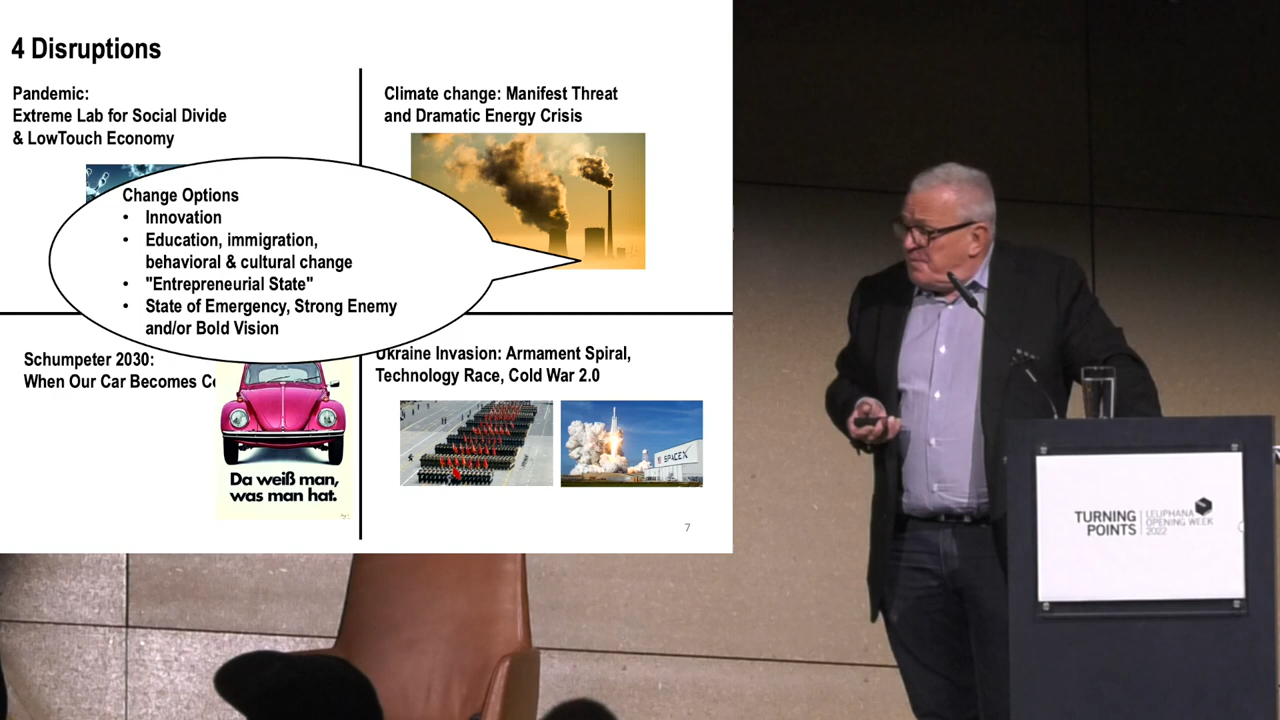 4 Disruptions
Pandemic:
Extreme Lab for Social Divide
& LowTouch Economy
Climate change: Manifest Threat
and Dramatic Energy Crisis
Change Options
• Innovation
• Education, immigration,
behavioral & cultural change
• "Entrepreneurial State"
• State of Emergency, Strong Enemy
and/or Bold Vision
Schumpeter 2030:
When Our Car Becomes
Da weiß man,
was man hat.
Ukraine Invasion: Armament Spiral,
Technology Race, Cold War 2.0
SPACEX
7
TURNING
POINTS
LEUPHANA
OPENING WEEK
2022